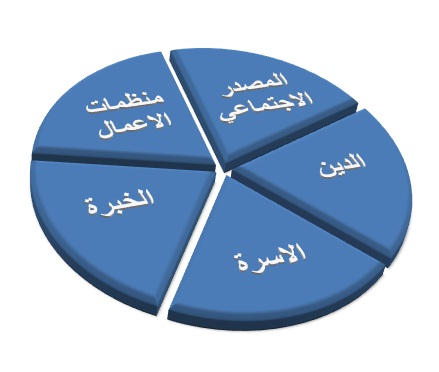 المصدر
الاجتماعي
الدين
الاسرة
الخبرة
منظمات
الاعمال